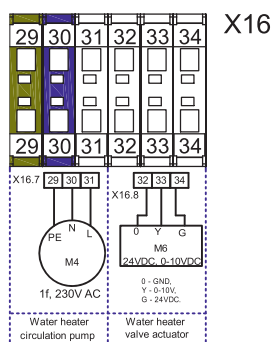 X16
29 30 31 32 33 34
29 30 31 32 33 34
X16.7 29 30 31
32 33 34
X16.8
PE N L
M4
1f, 230V AC
0 Y G
M6
24VDC, 0-10VDC
0 - GND,
Y - 0-10V,
G - 24VDC.
Water heater
circulation pump
Water heater
valve actuator